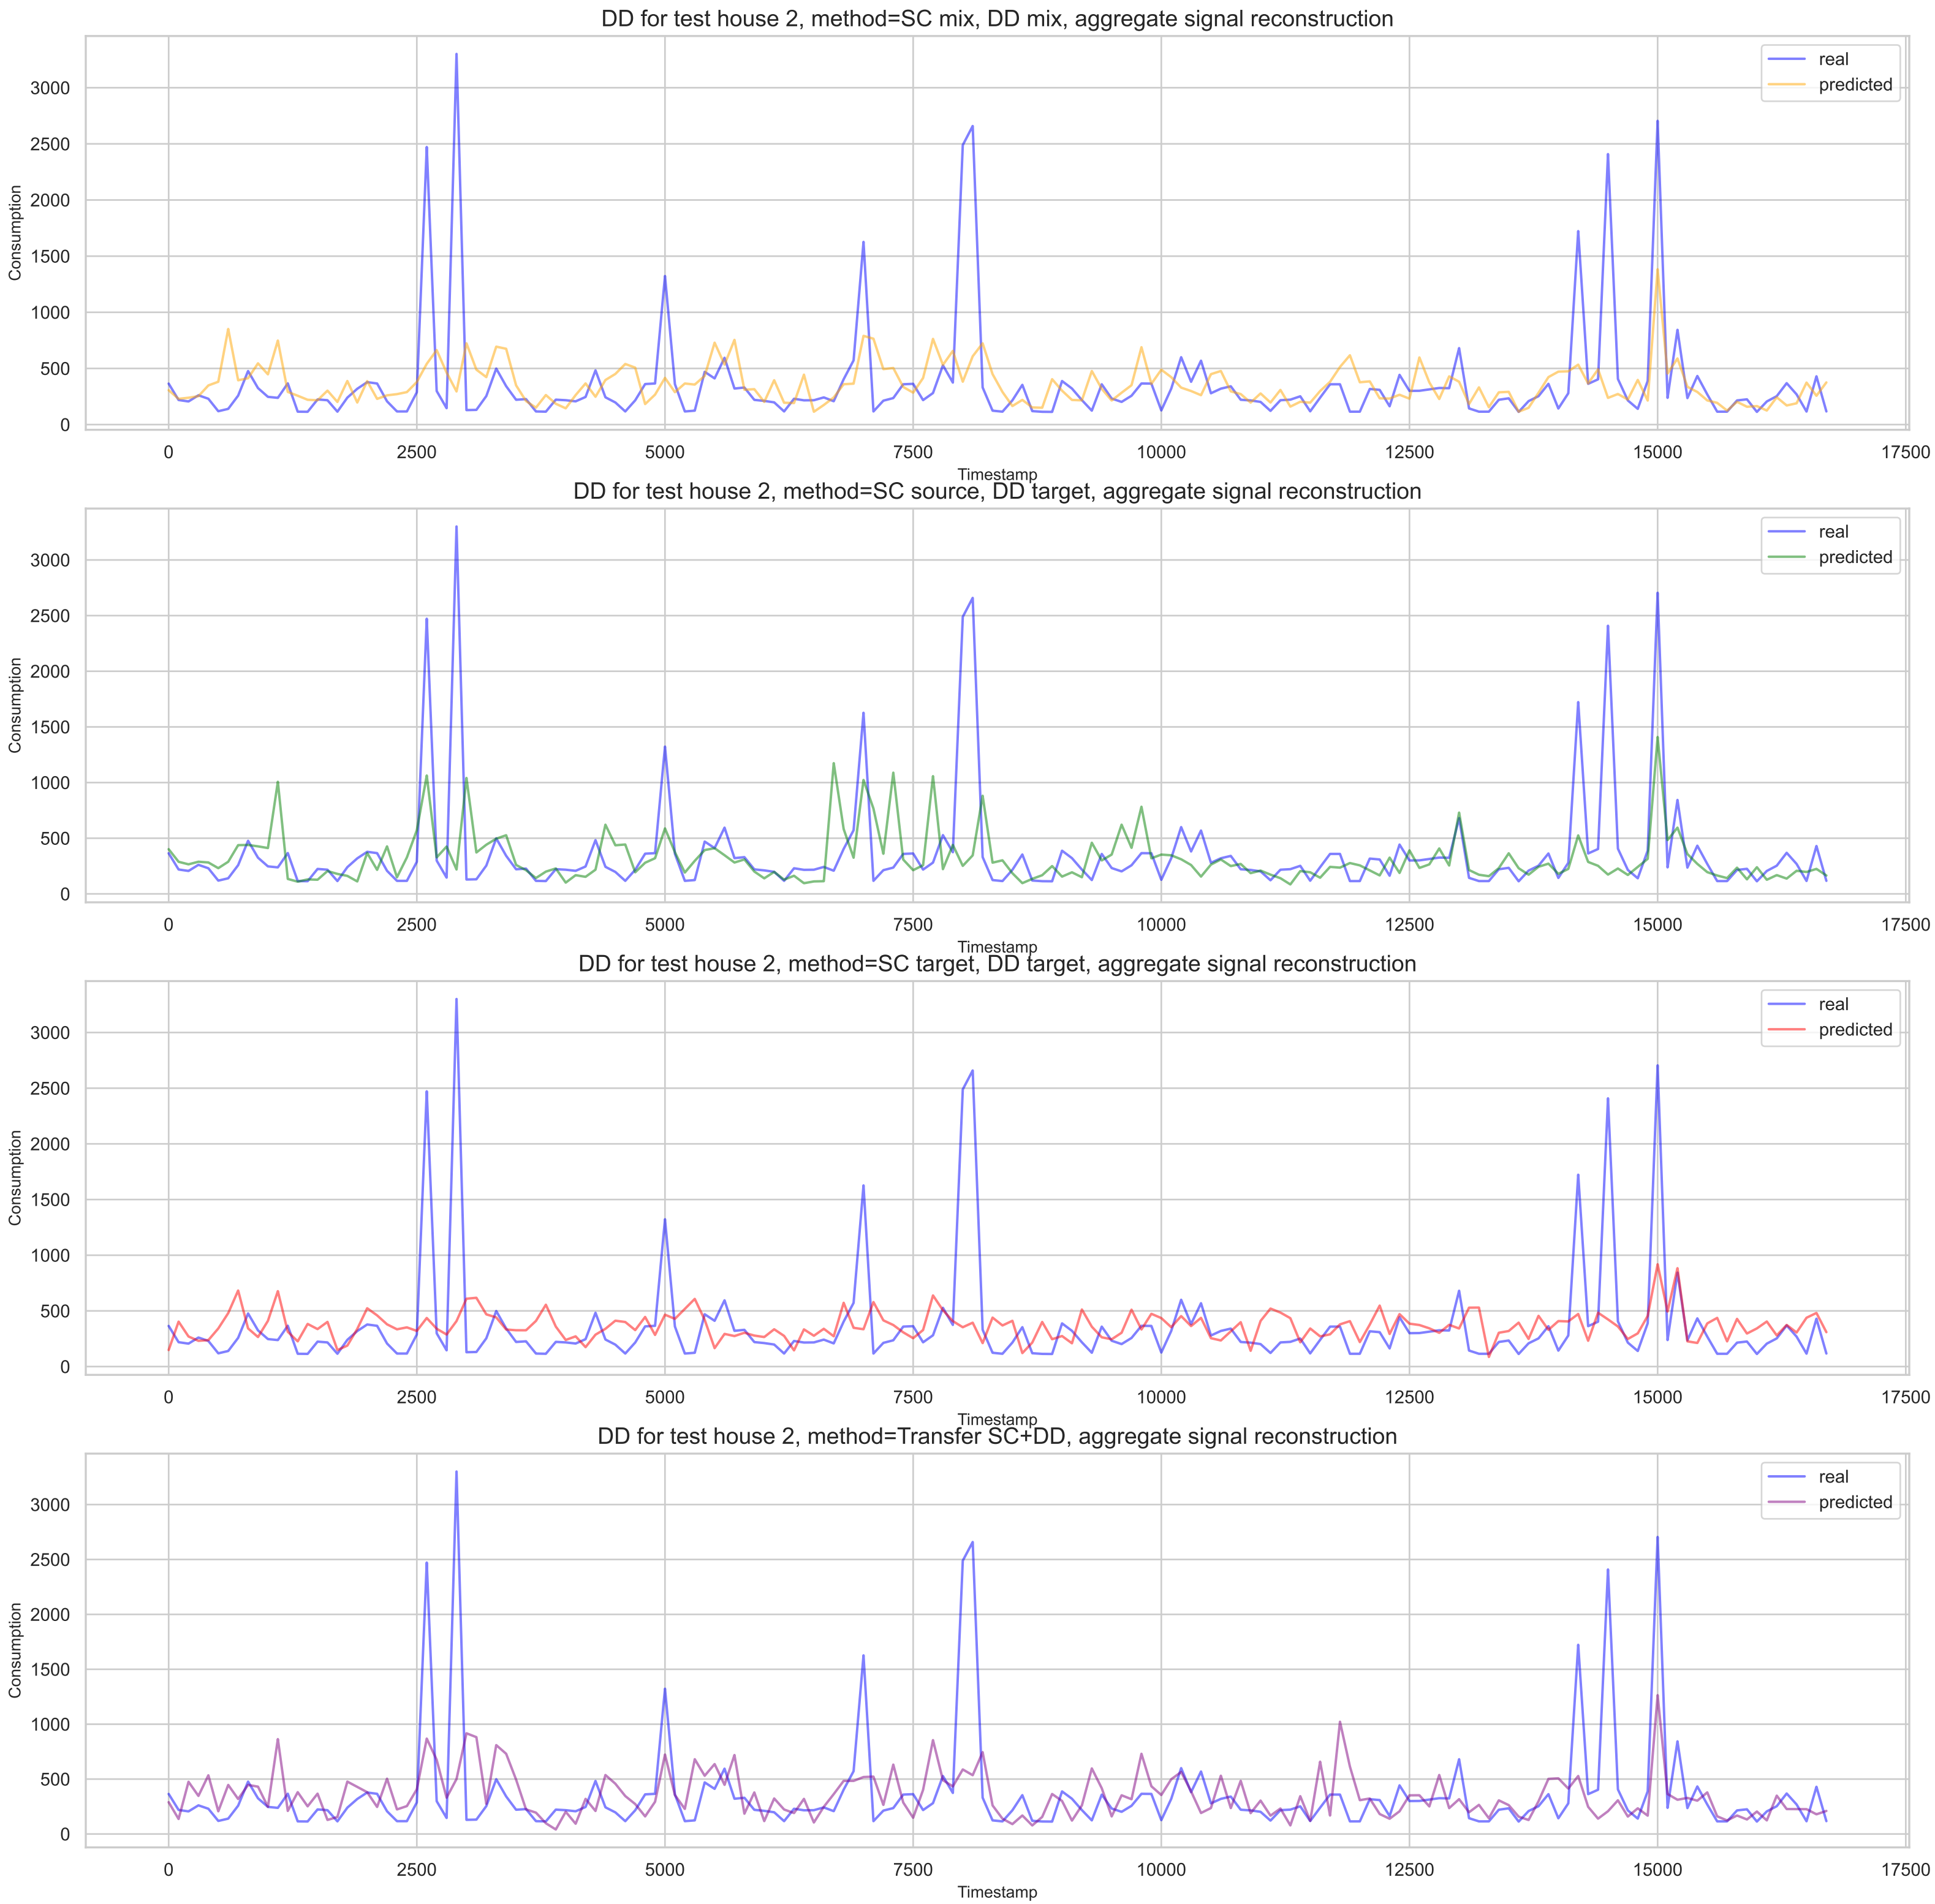 DD for test house 2, method=SC mix, DD mix, aggregate signal reconstruction
real
predicted
3000
2500
2000
1500
1000
500
0
Consumption
0 2500 5000 7500 10000 12500 15000 17500
Timestamp
DD for test house 2, method=SC source, DD target, aggregate signal reconstruction
real
predicted
3000
2500
2000
1500
1000
500
0
Consumption
0 2500 5000 7500 10000 12500 15000 17500
Timestamp
DD for test house 2, method=SC target, DD target, aggregate signal reconstruction
real
predicted
3000
2500
2000
1500
1000
500
0
Consumption
0 2500 5000 7500 10000 12500 15000 17500
Timestamp
DD for test house 2, method=Transfer SC+DD, aggregate signal reconstruction
real
predicted
3000
2500
2000
1500
1000
500
0
Consumption
0 2500 5000 7500 10000 12500 15000 17500
Timestamp